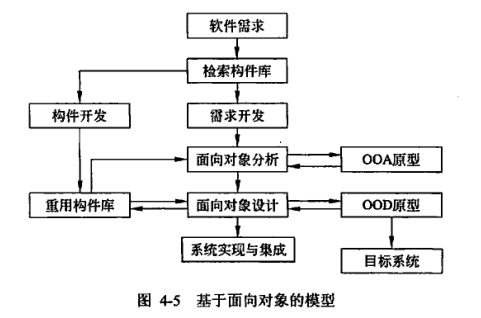 软件需求
检索构件库
构件开发
需求开发
面向对象分析
OOA原型
重用构件库
面向对象设计
OOD原型
系统实现与集成
目标系统
图 4-5 基于面向对象的模型